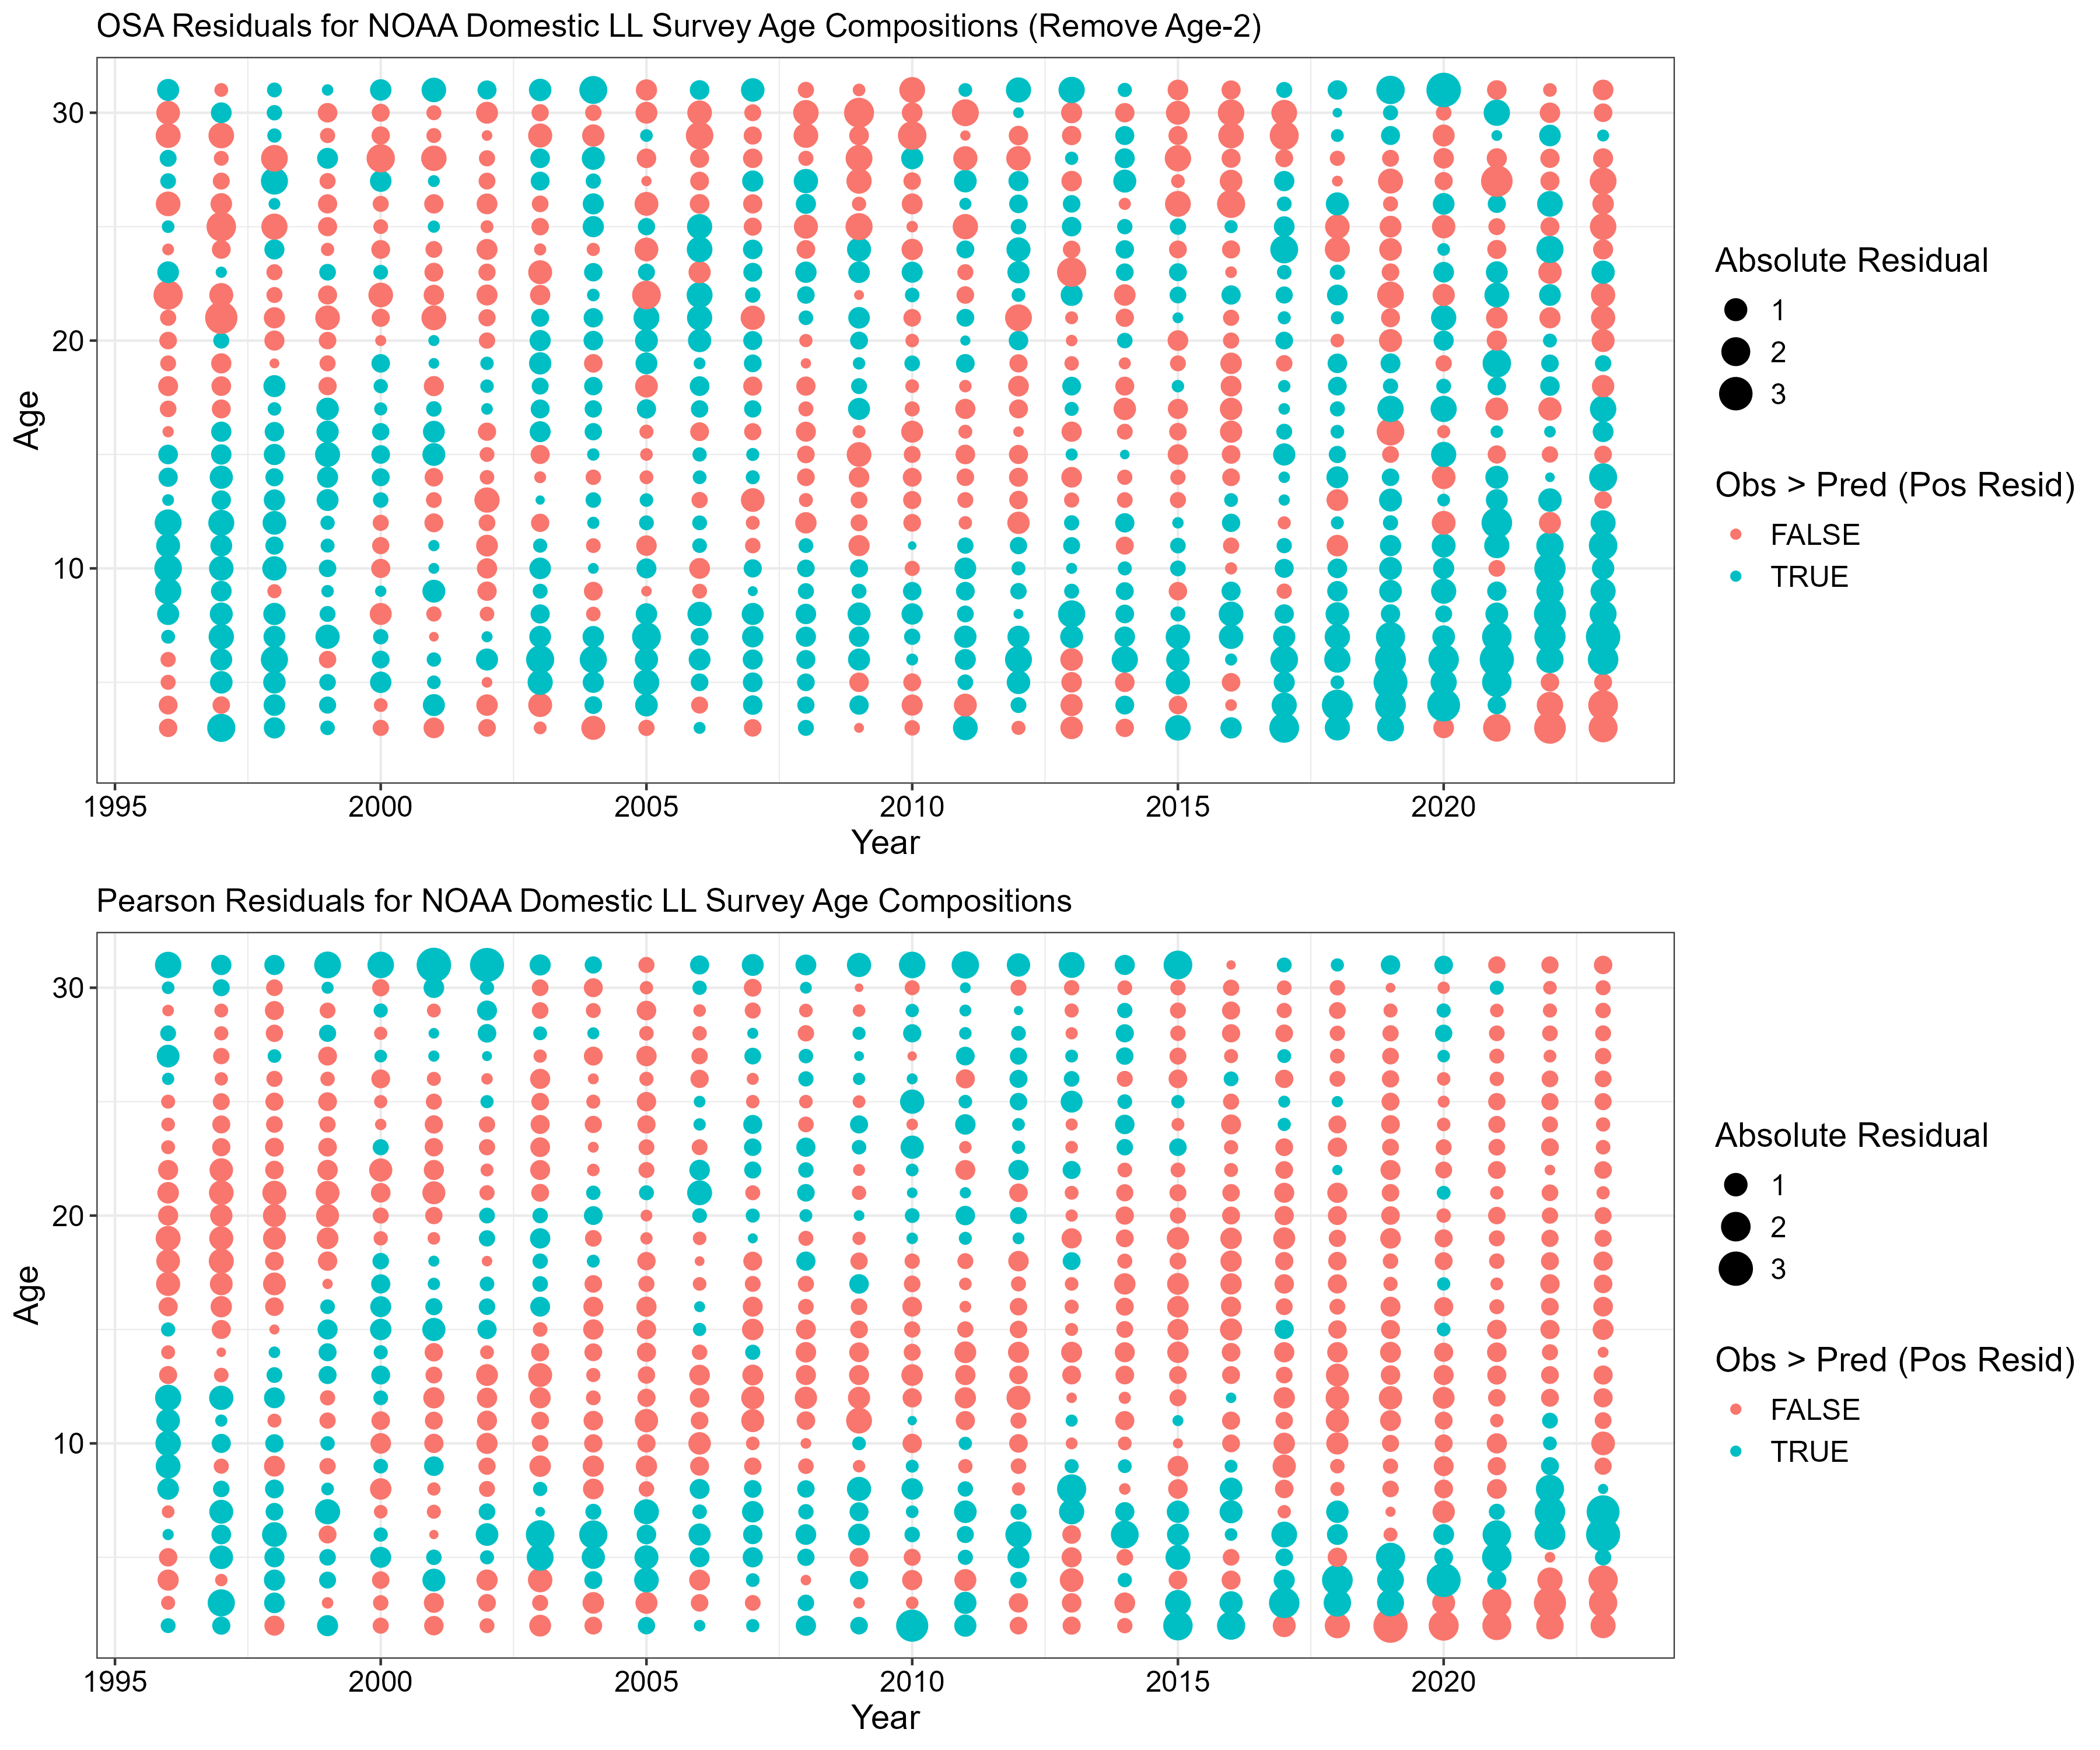 OSA Residuals for NOAA Domestic LL Survey Age Compositions (Remove Age-2)
30
20
10
Age
1995 2000 2005 2010 2015 2020
Year
Absolute Residual
1
2
3
Obs > Pred (Pos Resid)
FALSE
TRUE
Pearson Residuals for NOAA Domestic LL Survey Age Compositions
30
20
10
Age
1995 2000 2005 2010 2015 2020
Year
Absolute Residual
1
2
3
Obs > Pred (Pos Resid)
FALSE
TRUE